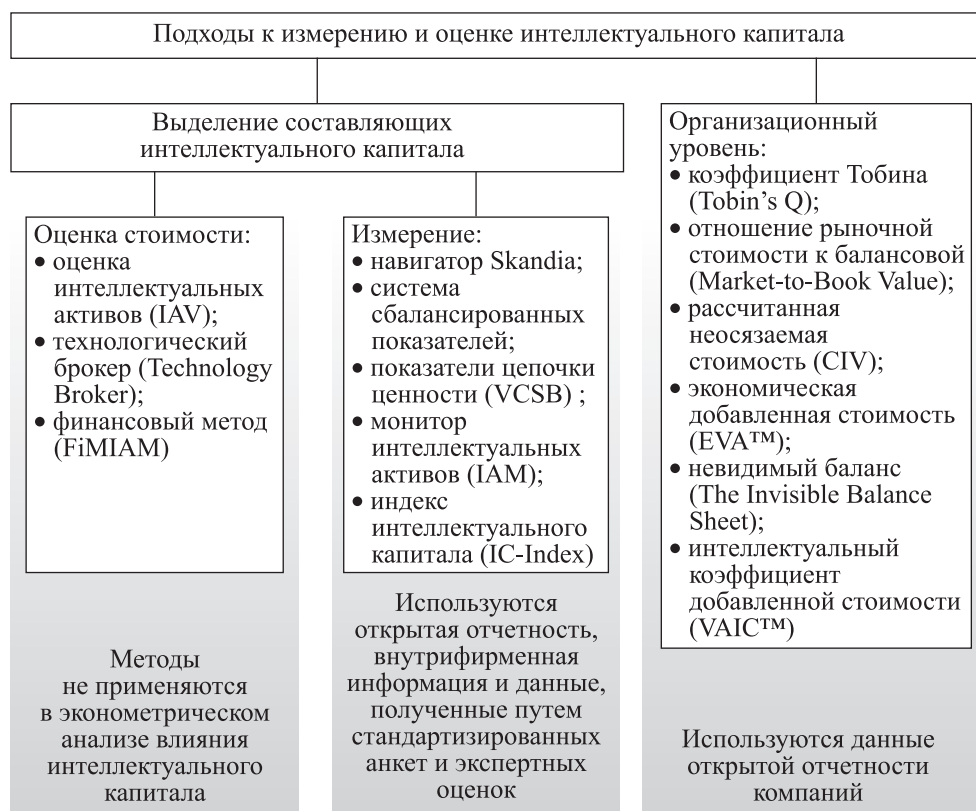 Подходы к измерению и оценке интеллектуального капитала
Выделение составляющих
интеллектуального капитала
Оценка стоимости:
• оценка
интеллектуальных
активов (IAV);
• технологический
брокер (Technology
Broker);
• финансовый метод
(FiMIAM)
Методы
не применяются
в эконометрическом
анализе влияния
интеллектуального
капитала
Измерение:
• навигатор Skandia;
• система
сбалансированных
показателей;
• показатели цепочки
ценности (VCSB) ;
• монитор
интеллектуальных
активов (IAM);
• индекс
интеллектуального
капитала (IC-Index)
Используются
открытая отчетность,
внутрифирменная
информация и данные,
полученные путем
стандартизированных
анкет и экспертных
оценок
Организационный
уровень:
• коэффициент Тобина
(Tobin’s Q);
• отношение рыночной
стоимости к балансовой
(Market-to-Book Value);
• рассчитанная
неосязаемая
стоимость (CIV);
• экономическая
добавленная стоимость
(EVA™);
• невидимый баланс
(The Invisible Balance
Sheet);
• интеллектуальный
коэффициент
добавленной стоимости
(VAIC™)
Используются данные
открытой отчетности
компаний